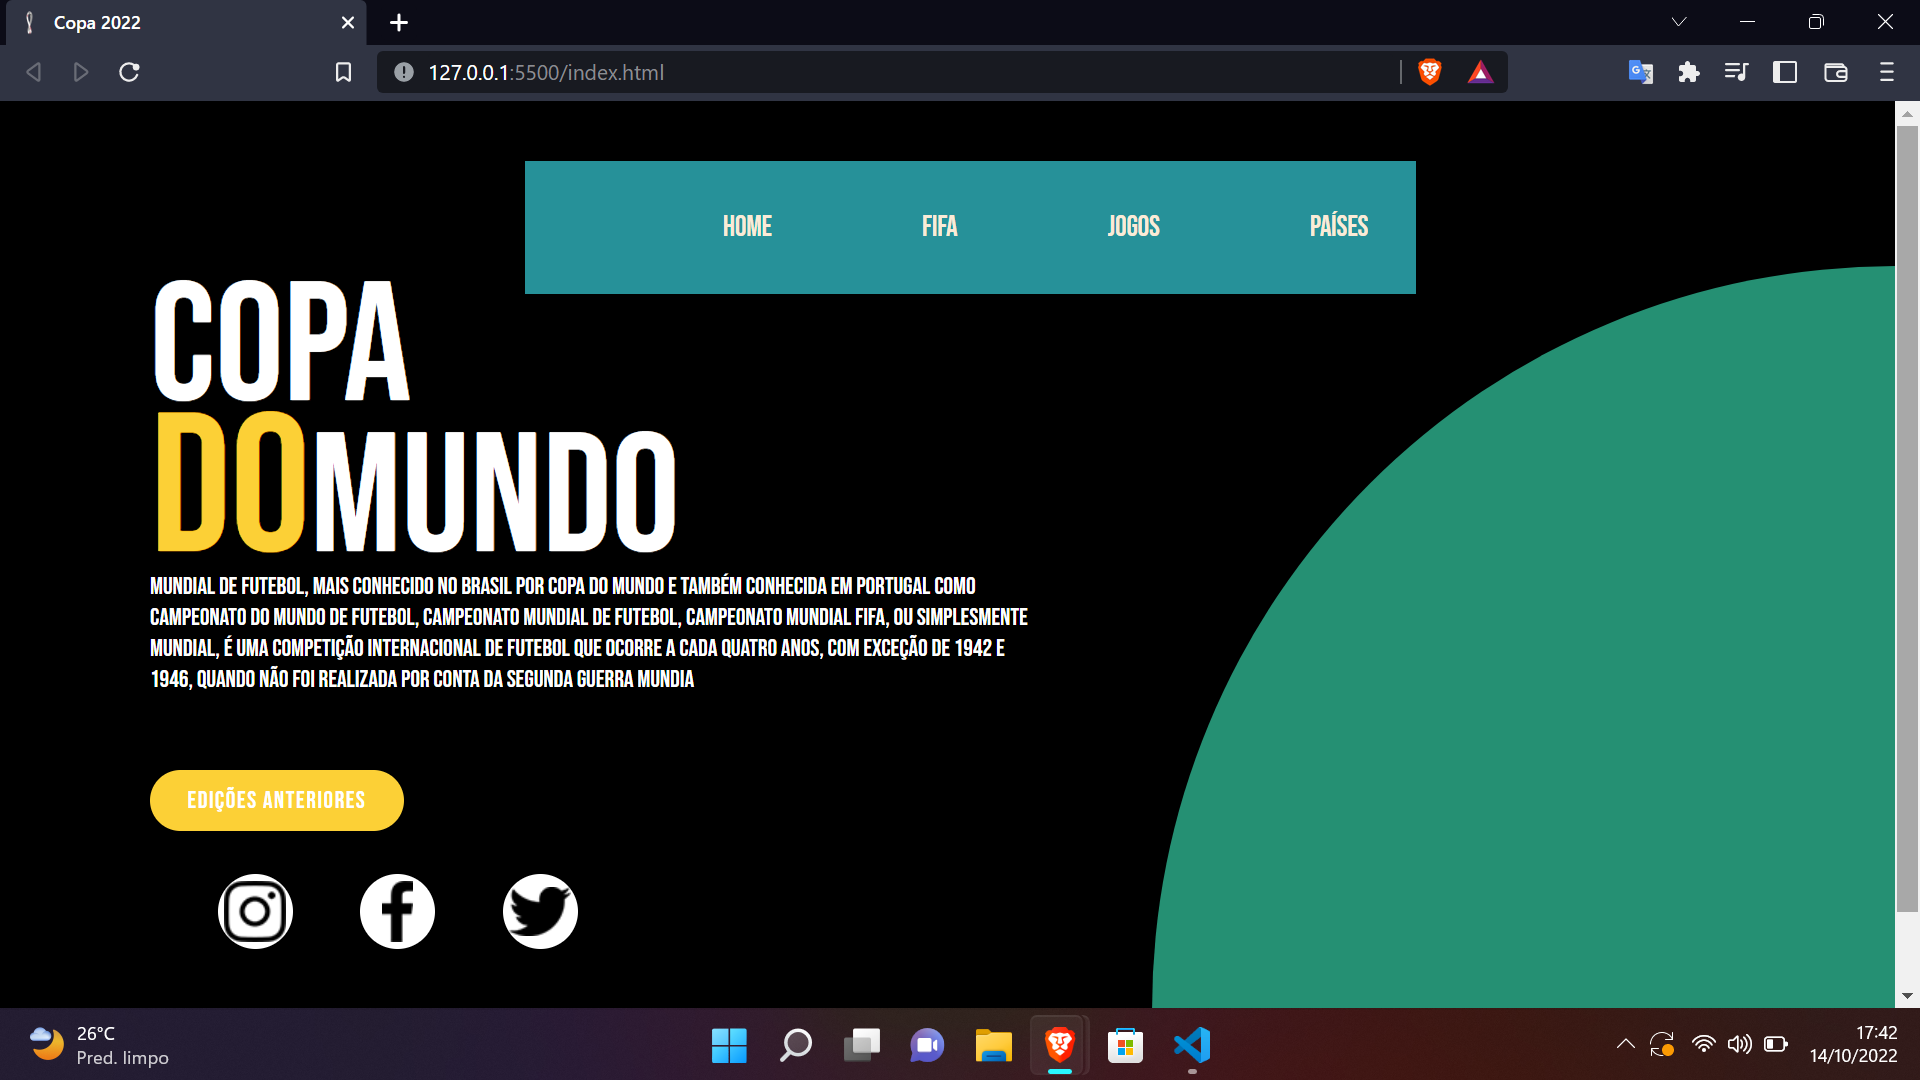 Copa 2022
127.0.0.1:5500/index.html
HOME
FIFA
JOGOS
PAÍSES
COPA
DOMUNDO
MUNDIAL DE FUTEBOL, MAIS CONHECIDO NO BRASIL POR COPA DO MUNDO E TAMBÉM CONHECIDA EM PORTUGAL COMO
CAMPEONATO DO MUNDO DE FUTEBOL, CAMPEONATO MUNDIAL DE FUTEBOL, CAMPEONATO MUNDIAL FIFA, OU SIMPLESMENTE
MUNDIAL, É UMA COMPETIÇÃO INTERNACIONAL DE FUTEBOL QUE OCORRE A CADA QUATRO ANOS, COM EXCEÇÃO DE 1942 E
1946, QUANDO NÃO FOI REALIZADA POR CONTA DA SEGUNDA GUERRA MUNDIA
EDIÇÕES ANTERIORES
26°C
Pred. limpo
17:42
14/10/2022